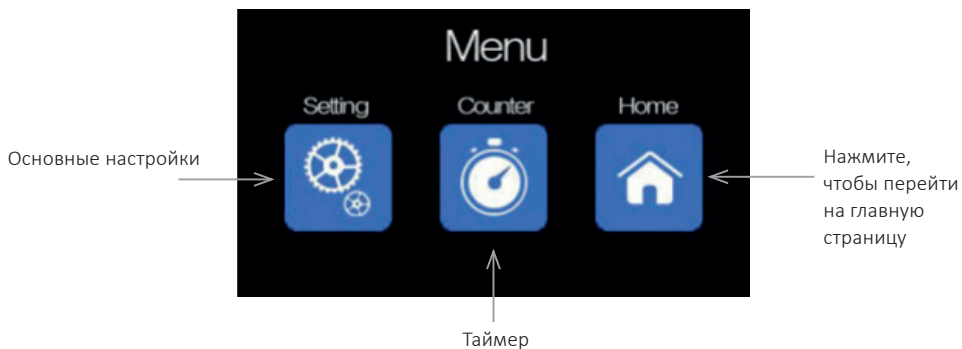 Menu
Setting Counter Home
Основные настройки
Нажмите,
чтобы перейти
на главную
страницу
Таймер